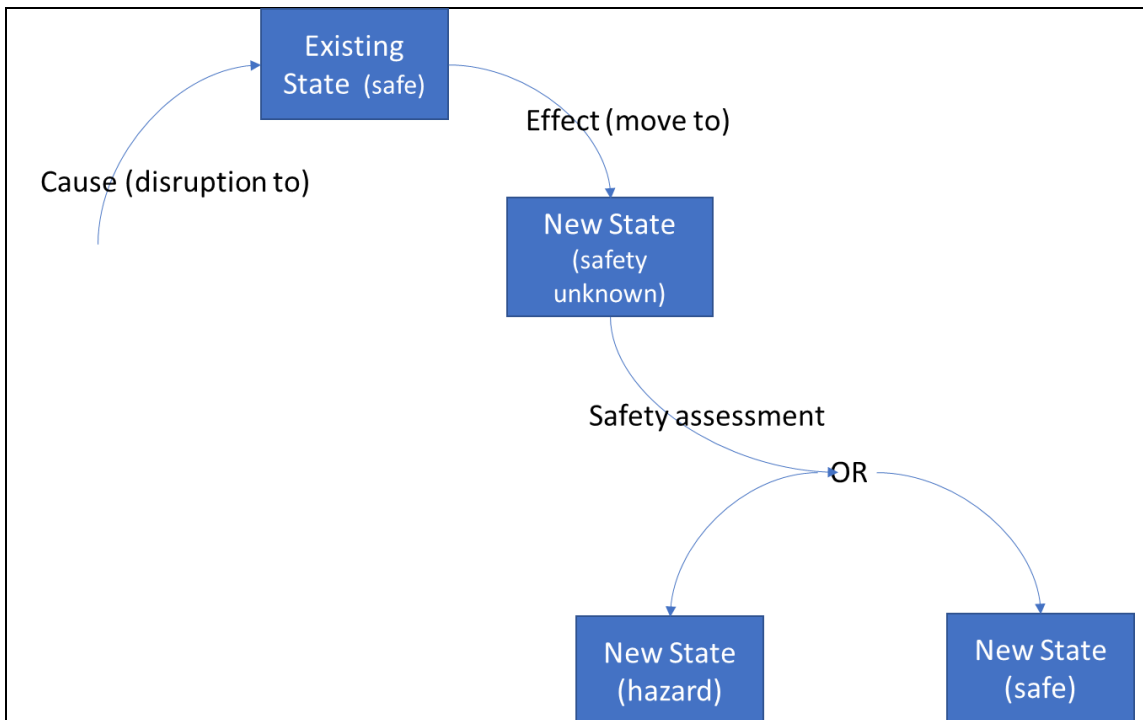 Existing
State (safe)
Effect (move to)
Cause (disruption to)
New State
(safety
unknown)
Safety assessment
OR
New State
(hazard)
New State
(safe)